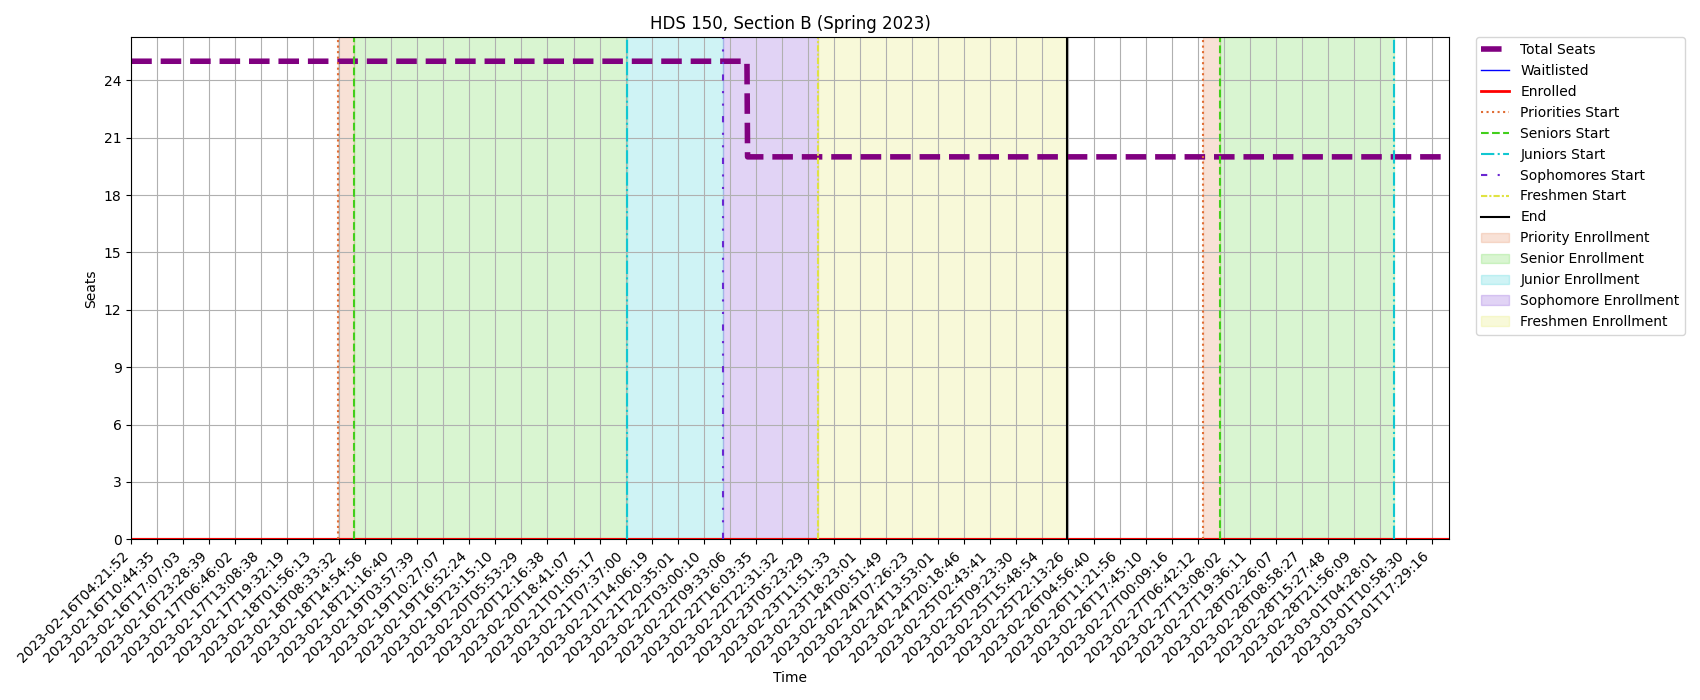 HDS 150, Section B (Spring 2023)
Seats
24
21
18
15
12
9
6
3
0
2023-02-16T04:21:52
2023-02-16T10:44:35
2023-02-16T17:07:03
2023-02-16T23:28:39
2023-02-17T06:46:02
2023-02-17T13:08:38
2023-02-17T19:32:19
2023-02-18T01:56:13
2023-02-18T08:33:32
2023-02-18T14:54:56
2023-02-18T21:16:40
2023-02-19T03:57:39
2023-02-19T10:27:07
2023-02-19T16:52:24
2023-02-19T23:15:10
2023-02-20T05:53:29
2023-02-20T12:16:38
2023-02-20T18:41:07
2023-02-21T01:05:17
2023-02-21T07:37:00
2023-02-21T14:06:19
2023-02-21T20:35:01
2023-02-22T03:00:10
2023-02-22T09:33:06
2023-02-22T16:03:35
2023-02-22T22:31:32
2023-02-23T05:23:29
2023-02-23T11:51:33
2023-02-23T18:23:01
2023-02-24T00:51:49
2023-02-24T07:26:23
2023-02-24T13:53:01
2023-02-24T20:18:46
2023-02-25T02:43:41
2023-02-25T09:23:30
2023-02-25T15:48:54
2023-02-25T22:13:26
2023-02-26T04:56:40
2023-02-26T11:21:56
2023-02-26T17:45:10
2023-02-27T00:09:16
2023-02-27T06:42:12
2023-02-27T13:08:02
2023-02-27T19:36:11
2023-02-28T02:26:07
2023-02-28T08:58:27
2023-02-28T15:27:48
2023-02-28T21:56:09
2023-03-01T04:28:01
2023-03-01T10:58:30
2023-03-01T17:29:16
Time
Total Seats
Waitlisted
Enrolled
Priorities Start
Seniors Start
Juniors Start
Sophomores Start
Freshmen Start
End
Priority Enrollment
Senior Enrollment
Junior Enrollment
Sophomore Enrollment
Freshmen Enrollment